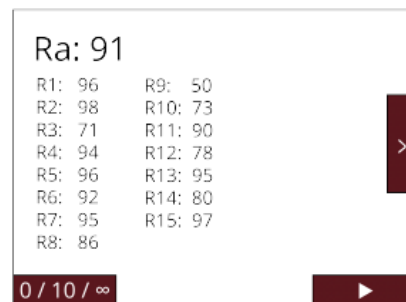 Ra: 91
R1: 96
R2: 98
R3: 71
R4: 94
R5: 96
R6: 92
R7: 95
R8: 86
R9: 50
R10: 73
R11: 90
R12: 78
R13: 95
R14: 80
R15: 97
0 / 10 / ∞